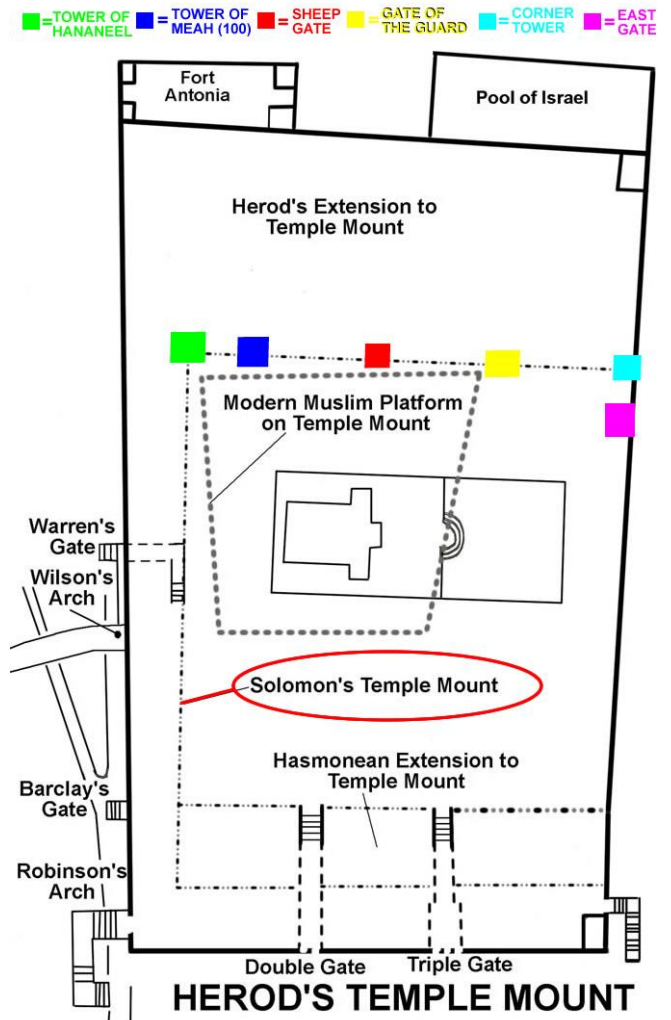 =TOWER OF HANANEEL
=TOWER OF MEAH (100)
=SHEEP GATE
=GATE OF THE GUARD
=CORNER TOWER
=EAST GATE
Fort
Antonia
Pool of Israel
Herod's Extension to
Temple Mount
Modern Muslim Platform
on Temple Mount
Warren's
Gate
Wilson's
Arch
Solomon's Temple Mount
Hasmonean Extension to
Temple Mount
Barclay's
Gate
Robinson's
Arch
Double Gate
Triple Gate
HEROD'S TEMPLE MOUNT